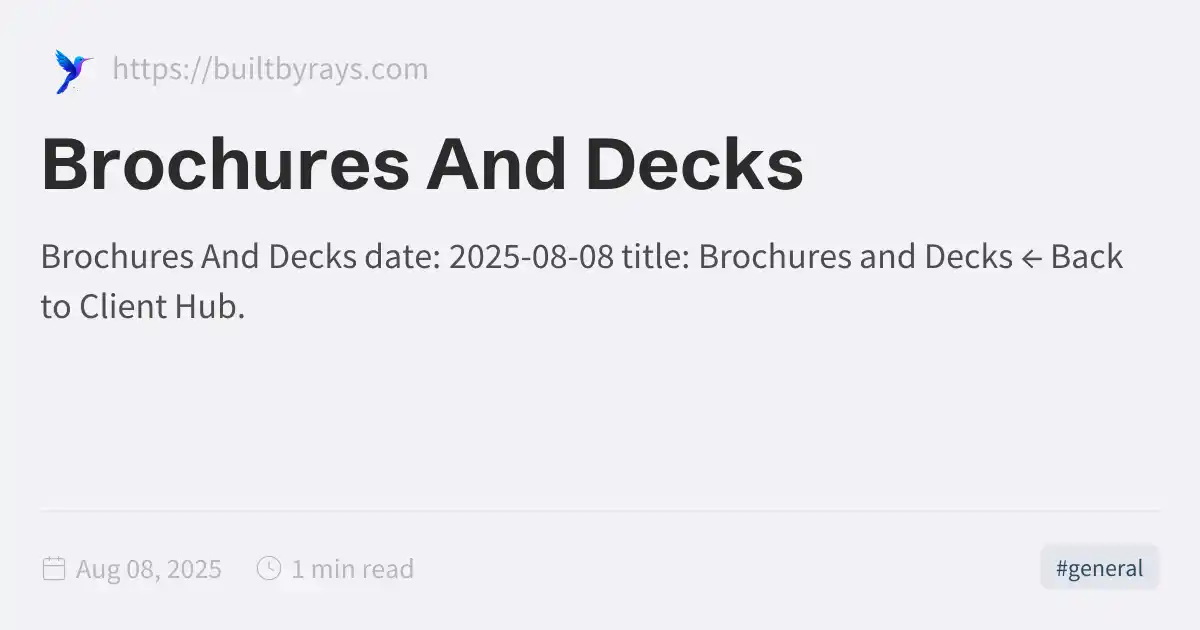 https://builtbyrays.com
Brochures And Decks
Brochures And Decks date: 2025-08-08 title: Brochures and Decks ← Back
to Client Hub.
Aug 08, 2025 1 min read #general